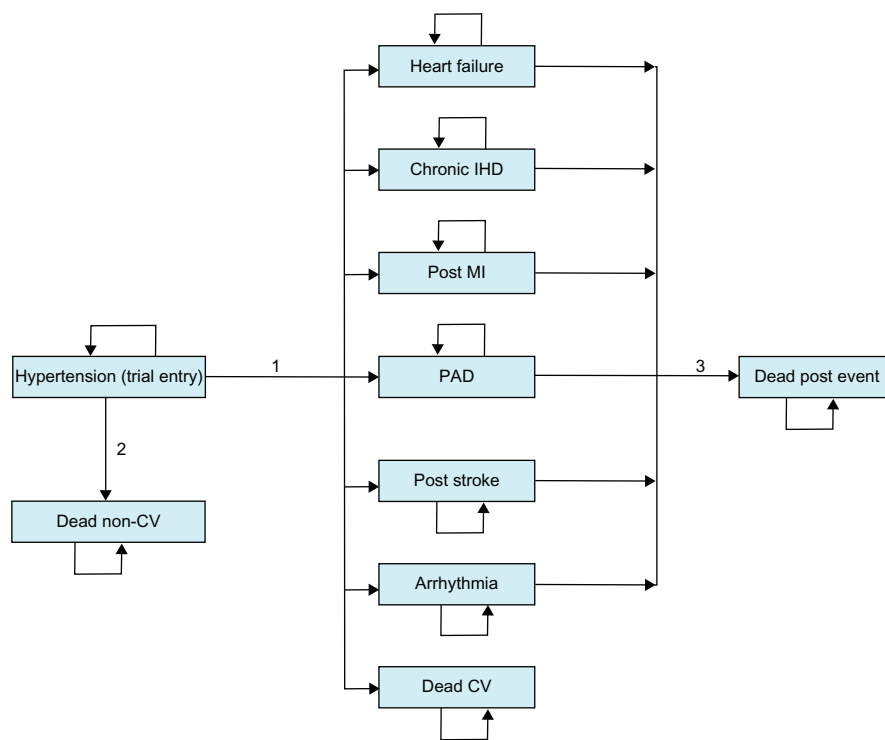 Heart failure
Chronic IHD
Post MI
Hypertension (trial entry)
1
PAD
3
Dead post event
2
Post stroke
Dead non-CV
Arrhythmia
Dead CV